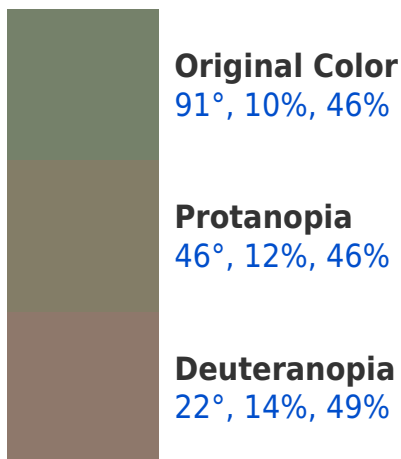 Original Color
91°, 10%, 46%
Protanopia
46°, 12%, 46%
Deuteranopia
22°, 14%, 49%